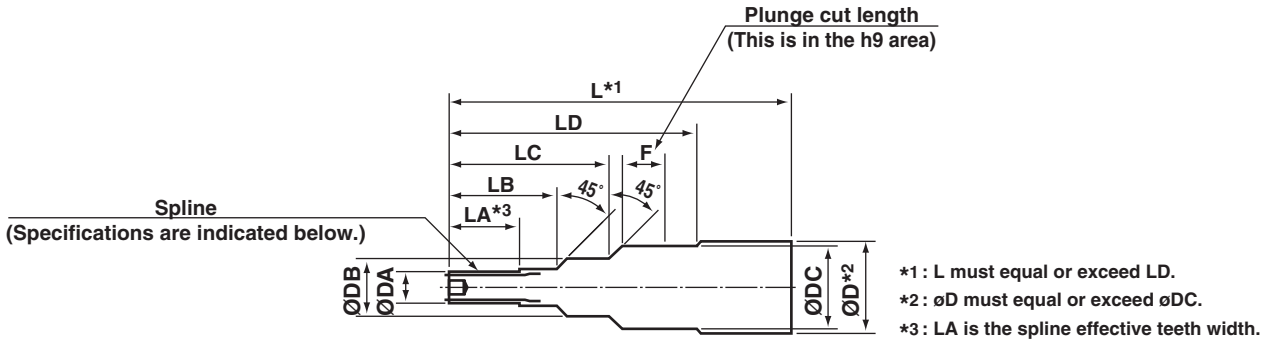 Plunge cut length
(This is in the h9 area)
L*1
LD
LC
F
LB
45°
45°
LA*3
Spline
(Specifications are indicated below.)
ØDB
ØDA
ØDC
ØD*2
*1: L must equal or exceed LD.
*2: øD must equal or exceed øDC.
*3: LA is the spline effective teeth width.